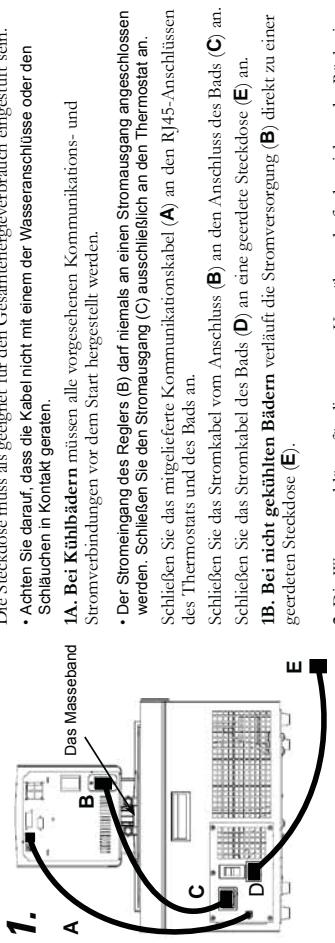 Die Steckdose muss als geeignet für den Gesamtenergieverbrauch eingestuft sein.
• Achten Sie darauf, dass die Kabel nicht mit einem der Wasseranschlüsse oder den
Schläuchen in Kontakt geraten.
1A. Bei Kühlbädern müssen alle vorgesehenen Kommunikations- und
Stromverbindungen vor dem Start hergestellt werden.
• Der Stromeingang des Reglers (B) darf niemals an einen Stromausgang angeschlossen
werden. Schließen Sie den Stromausgang (C) ausschließlich an den Thermostat an.
Schließen Sie das mitgelieferte Kommunikationskabel (A) an den RJ45-Anschlüssen
des Thermostats und des Bads an.
Schließen Sie das Stromkabel vom Anschluss (B) an den Anschluss des Bads (C) an.
Schließen Sie das Stromkabel des Bads (D) an eine geerdete Steckdose (E) an.
1B. Bei nicht gekühlten Bädern verläuft die Stromversorgung (B) direkt zu einer
geerdeten Steckdose (E).
1.
A
B
Das Masseband
C
D
E